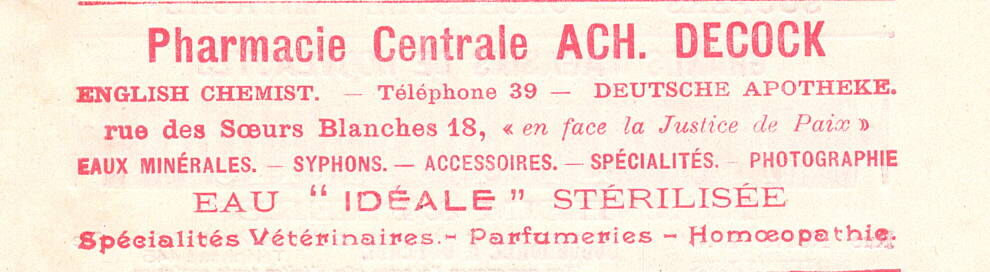 Pharmacie Centrale ACH. DECOCK
ENGLISH CHEMIST. — Téléphone 39 — DEUTSCHE APOTHEKE.
rue des Sœurs Blanches 18, « en face la Justice de Paix »
EAUX MINÉRALES. — SYPHONS. — ACCESSOIRES. — SPÉCIALITÉS. - PHOTOGRAPHIE
EAU “ IDÉALE ” STÉRILISÉE
Spécialités Vétérinaires.- Parfumeries - Homœopathie.